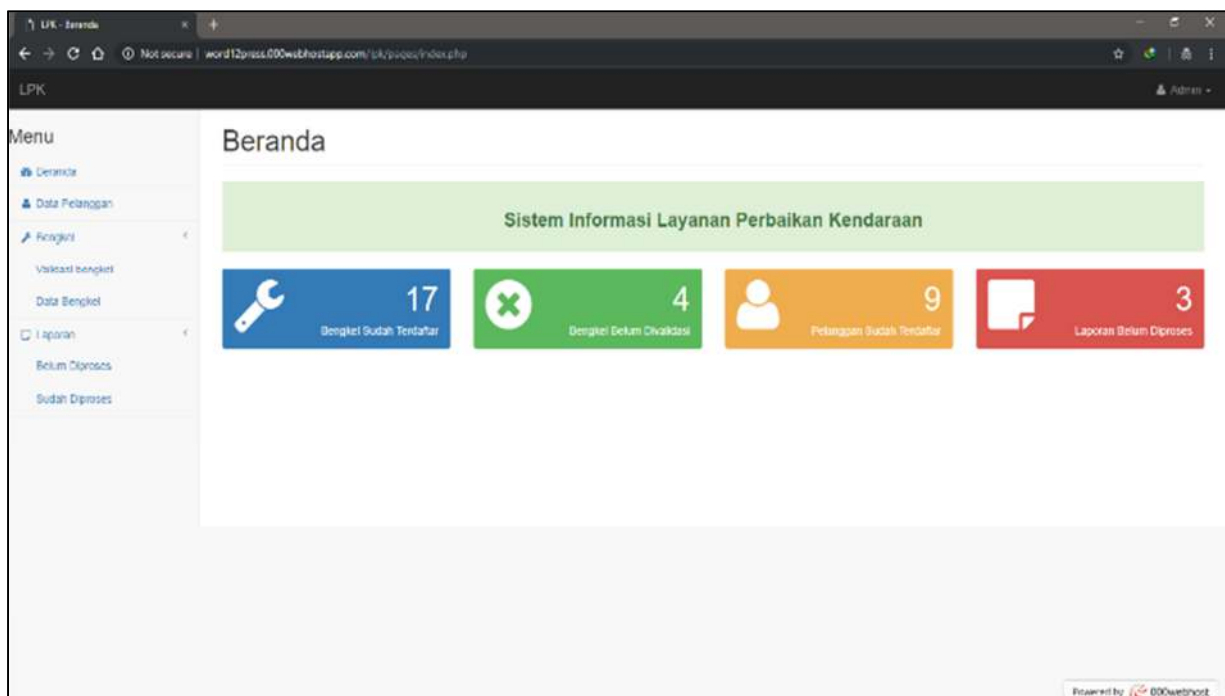 LPK - Beranda
Not secure | word12press.000webhostapp.com/lpk/pages/index.php
LPK
Admin
Menu
Beranda
Data Pelanggan
Bengkel
Validasi bengkel
Data Bengkel
Laporan
Belum Diproses
Sudah Diproses
Beranda
Sistem Informasi Layanan Perbaikan Kendaraan
17
Bengkel Sudah Terdaftar
4
Bengkel Belum Divalidasi
9
Pelanggan Sudah Terdaftar
3
Laporan Belum Diproses
Powered by 000webhost